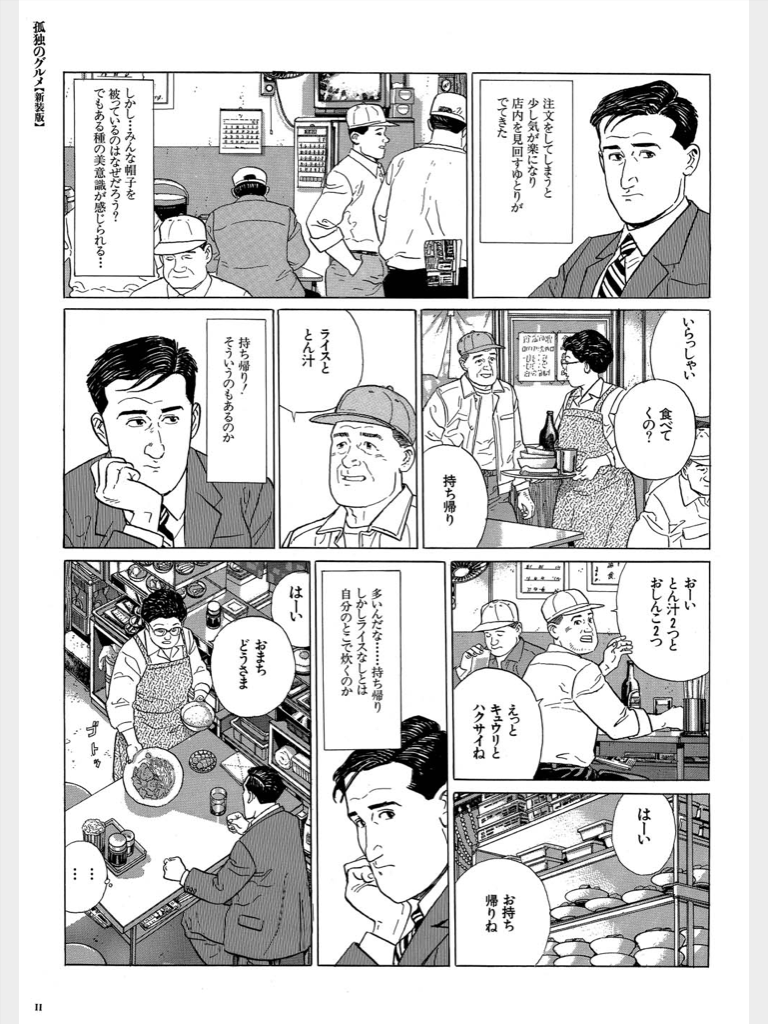 孤独のグルメ【新装版】
注文をしてしまうと
少し気が楽になり
店内を見回すゆとりが
でてきた
しかし…みんな帽子を
被っているのはなぜだろう?
でもある種の美意識が感じられる…
いらっしゃい
食べて
くの?
持ち帰り
ライスと
とん汁
持ち帰り!
そういうのもあるのか
おーい
とん汁2つと
おしんこ2つ
えっと
キュウリと
ハクサイね
はーい
お持ち
帰りね
多いんだな……持ち帰り
しかしライスなしとは
自分のとこで炊くのか
はーい
おまち
どうさま
ゴトッ
……
11